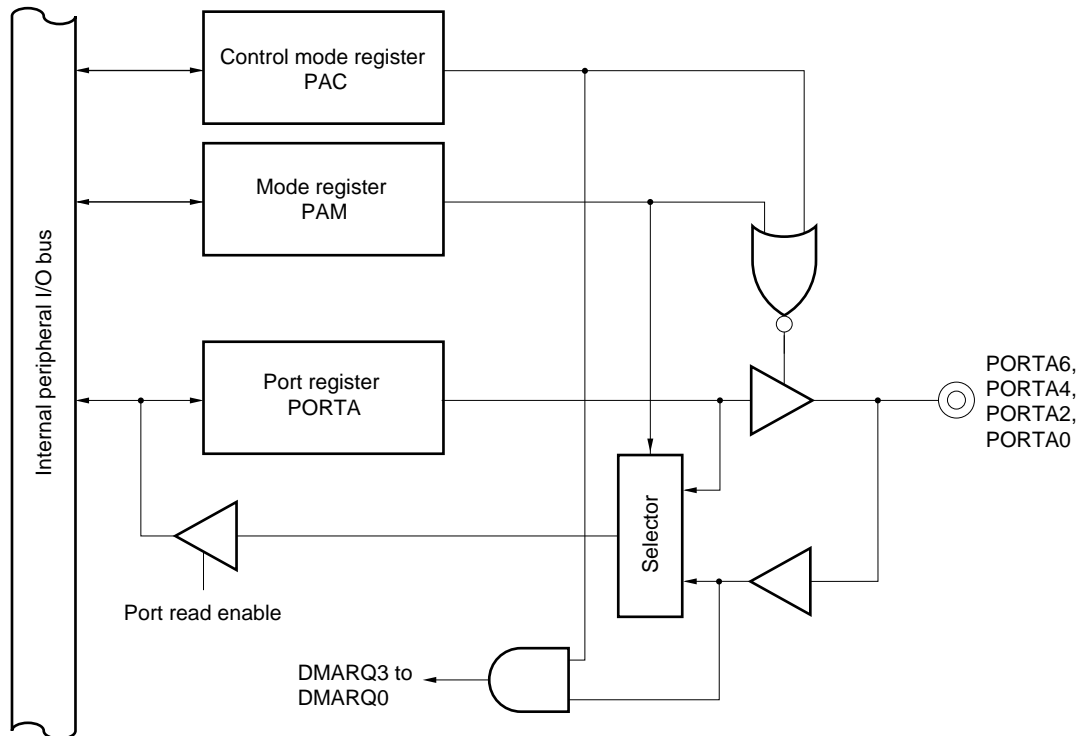 Control mode register
PAC
Mode register
PAM
Internal peripheral I/O bus
Port register
PORTA
PORTA6,
PORTA4,
PORTA2,
PORTA0
Selector
Port read enable
DMARQ3 to
DMARQ0